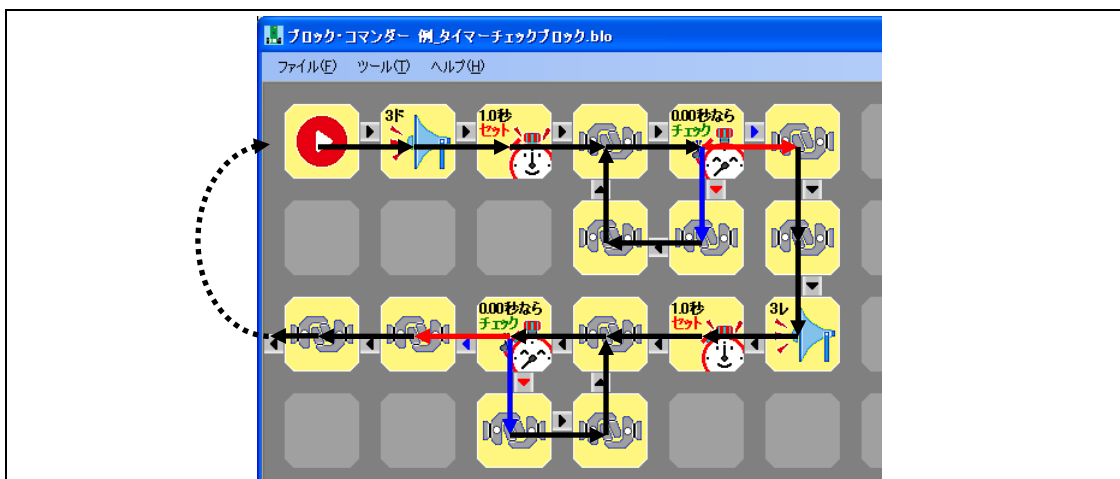 ブロック・コマンダー 例_タイマーチェックブロック.blo
ファイル(F) ツール(T) ヘルプ(H)
3ド
1.0秒
セット
0.00秒なら
チェック
0.00秒なら
チェック
1.0秒
セット
3レ